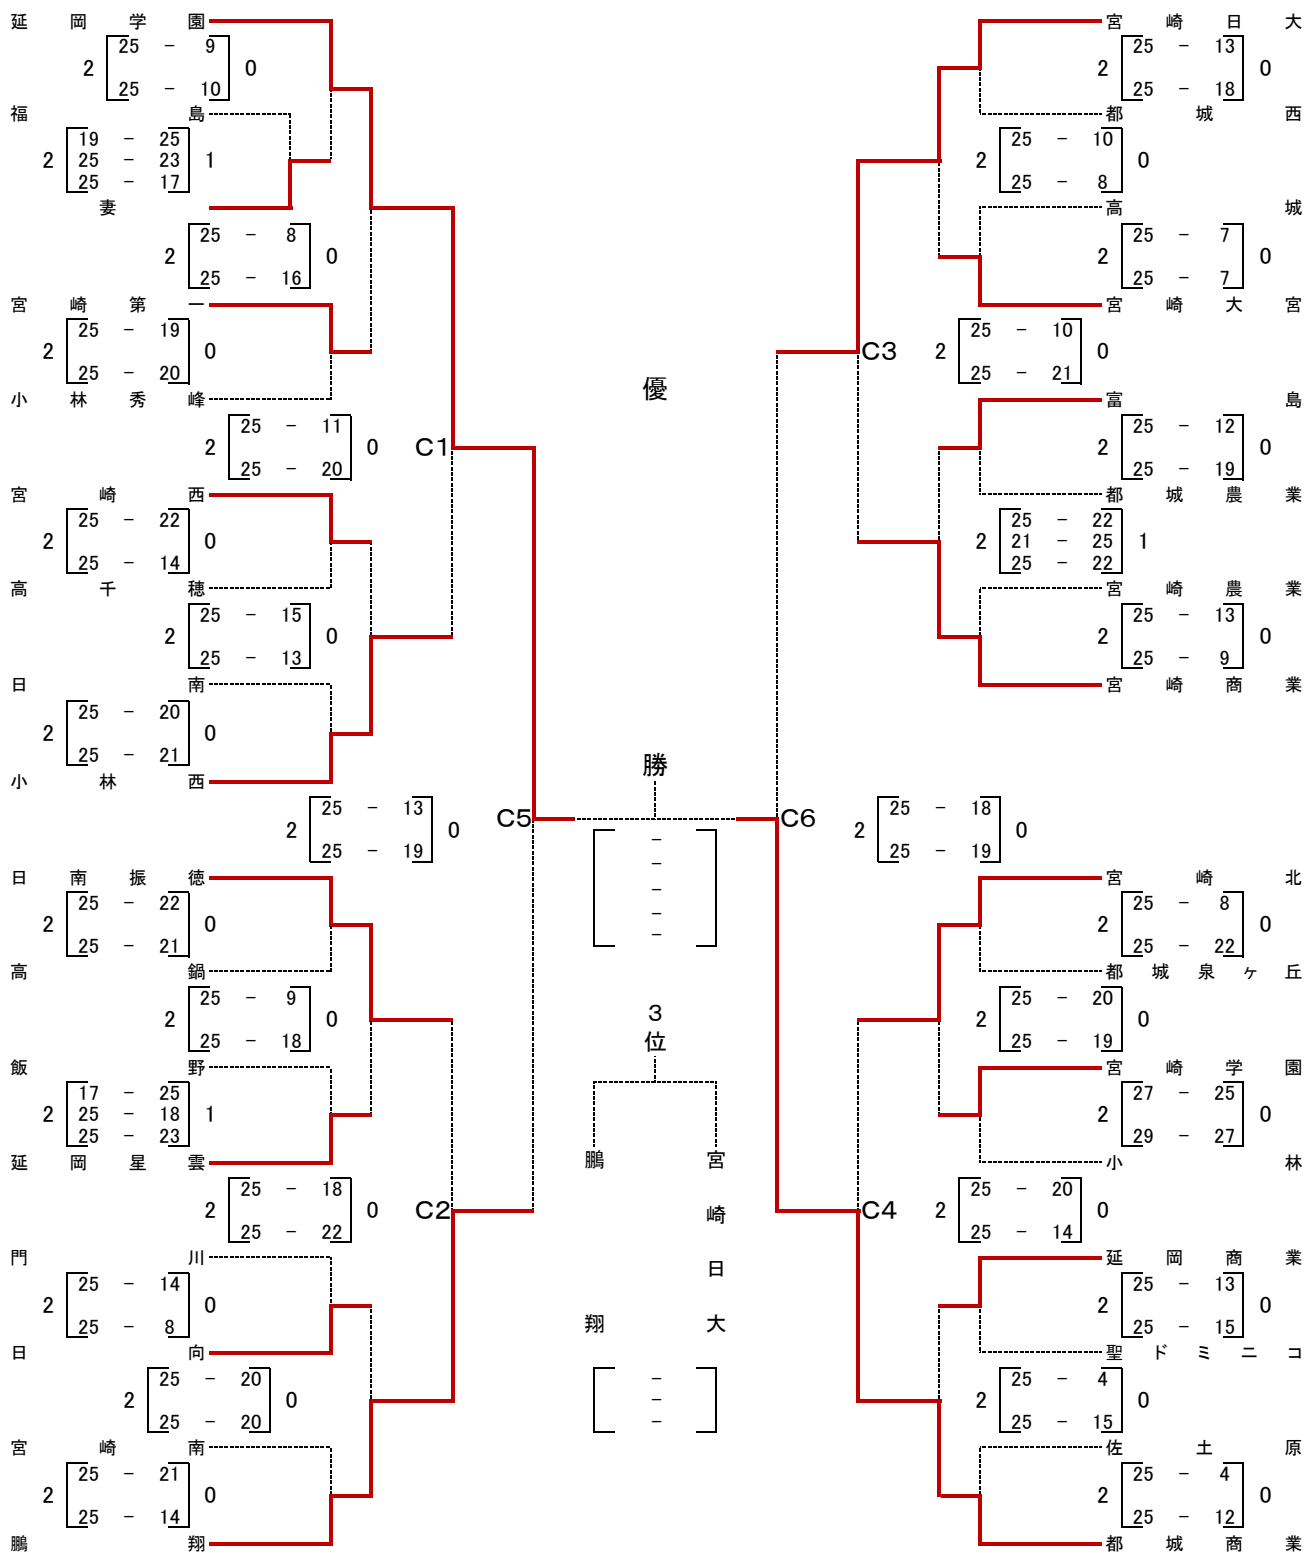 延岡学園
25 - 9
2 0
25 - 10
福島
19 - 25
2 25 - 23 1
25 - 17
妻
25 - 8
2 0
25 - 16
宮崎第一
25 - 19
2 0
25 - 20
小林秀峰
25 - 11
2 0 C1
25 - 20
宮崎西
25 - 22
2 0
25 - 14
高千穂
25 - 15
2 0
25 - 13
日南
25 - 20
2 0
25 - 21
小林西
25 - 13
2 0 C5
25 - 19
日南振徳
25 - 22
2 0
25 - 21
高鍋
25 - 9
2 0
25 - 18
飯野
17 - 25
2 25 - 18 1
25 - 23
延岡星雲
25 - 18
2 0 C2
25 - 22
門川
25 - 14
2 0
25 - 8
日向
25 - 20
2 0
25 - 20
宮崎南
25 - 21
2 0
25 - 14
鵬翔
優勝
-
-
-
-
-
3位
鵬翔
宮崎日大
-
-
-
宮崎日大
25 - 13
2 0
25 - 18
都城西
25 - 10
2 0
25 - 8
高城
25 - 7
2 0
25 - 7
宮崎大宮
25 - 10
C3 2 0
25 - 21
富島
25 - 12
2 0
25 - 19
都城農業
25 - 22
2 21 - 25 1
25 - 22
宮崎農業
25 - 13
2 0
25 - 9
宮崎商業
25 - 18
C6 2 0
25 - 19
宮崎北
25 - 8
2 0
25 - 22
都城泉ヶ丘
25 - 20
2 0
25 - 19
宮崎学園
27 - 25
2 0
29 - 27
小林
25 - 20
C4 2 0
25 - 14
延岡商業
25 - 13
2 0
25 - 15
聖ドミニコ
25 - 4
2 0
25 - 15
佐土原
25 - 4
2 0
25 - 12
都城商業